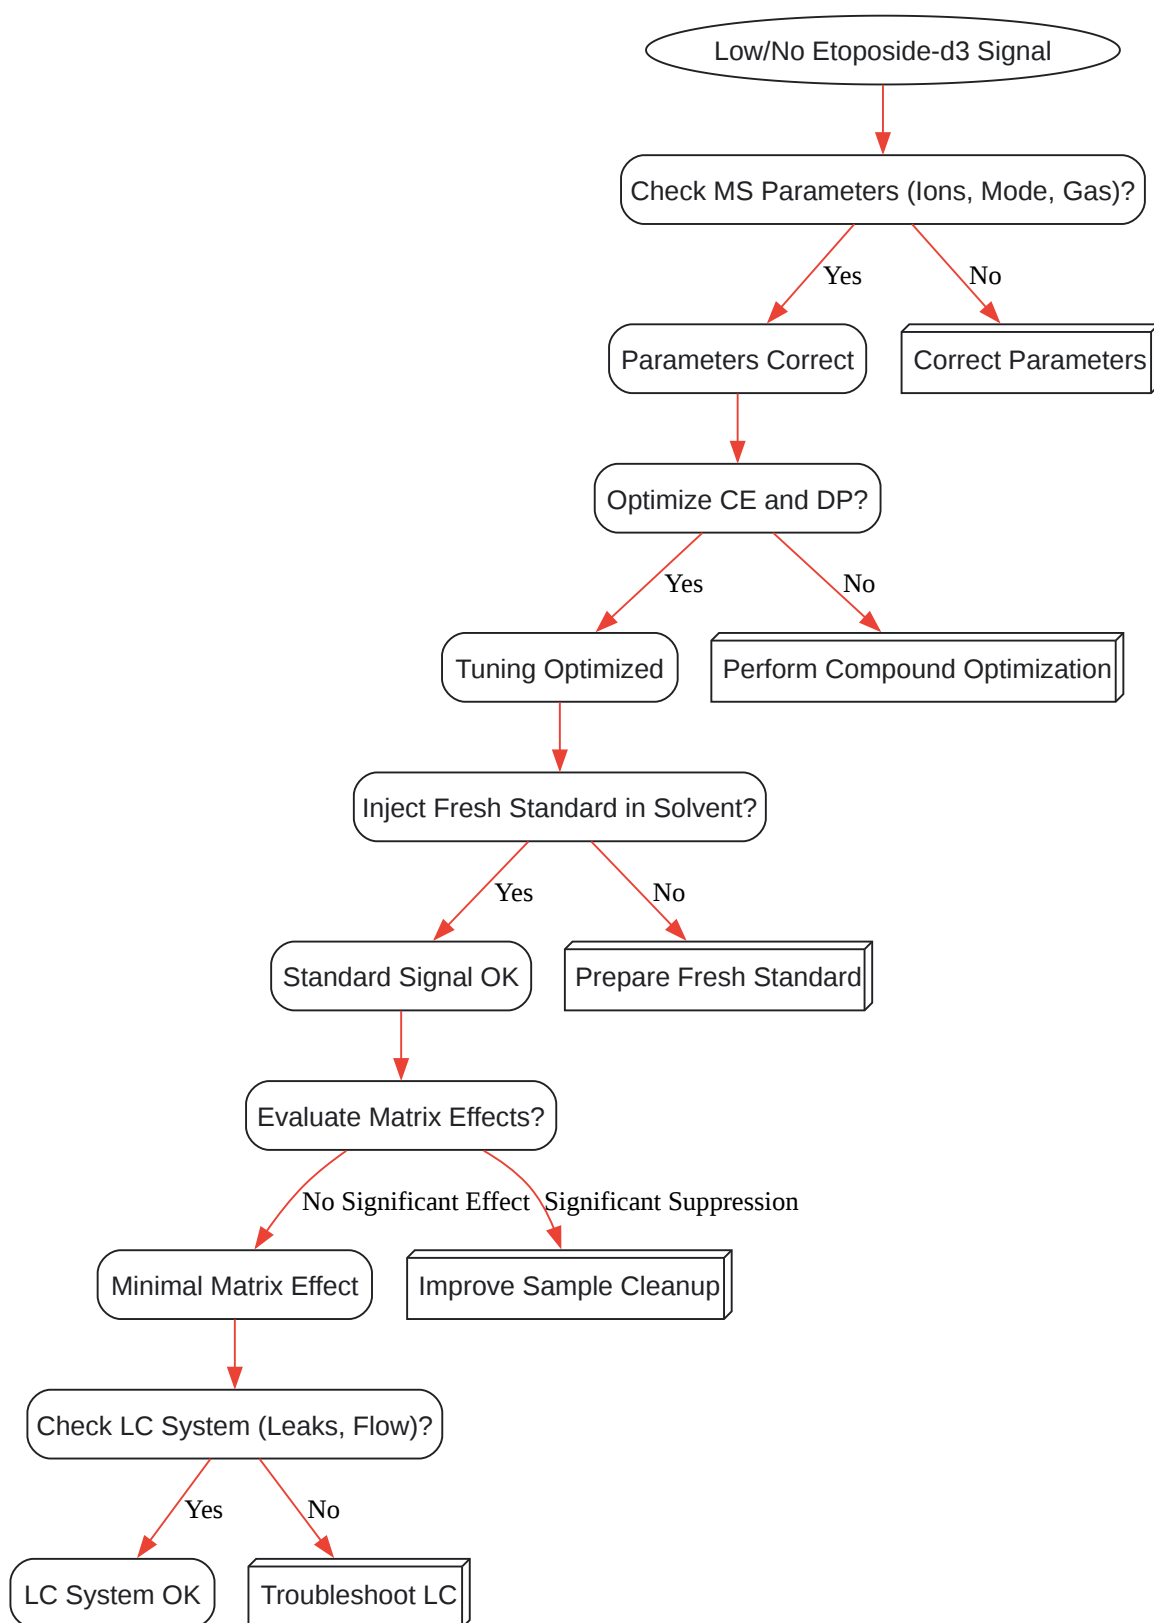 Low/No Etoposide-d3 Signal
Check MS Parameters (Ions, Mode, Gas)?
Yes
No
Parameters Correct
Correct Parameters
Optimize CE and DP?
Yes
No
Tuning Optimized
Perform Compound Optimization
Inject Fresh Standard in Solvent?
Yes
No
Standard Signal OK
Prepare Fresh Standard
Evaluate Matrix Effects?
No Significant Effect
Significant Suppression
Minimal Matrix Effect
Improve Sample Cleanup
Check LC System (Leaks, Flow)?
Yes
No
LC System OK
Troubleshoot LC